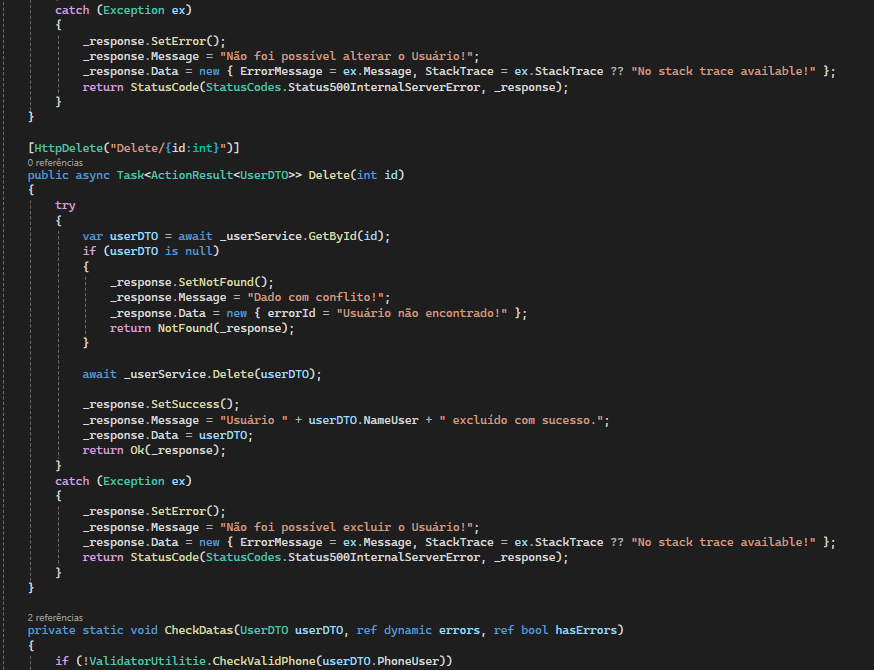 catch (Exception ex)
{
_response.SetError();
_response.Message = "Não foi possível alterar o Usuário!";
_response.Data = new { ErrorMessage = ex.Message, StackTrace = ex.StackTrace ?? "No stack trace available!" };
return StatusCode(StatusCodes.Status500InternalServerError, _response);
}
}
[HttpDelete("Delete/{id:int}")]
0 referências
public async Task<ActionResult<UserDTO>> Delete(int id)
{
try
{
var userDTO = await _userService.GetById(id);
if (userDTO is null)
{
_response.SetNotFound();
_response.Message = "Dado com conflito!";
_response.Data = new { errorId = "Usuário não encontrado!" };
return NotFound(_response);
}
await _userService.Delete(userDTO);
_response.SetSuccess();
_response.Message = "Usuário " + userDTO.NameUser + " excluído com sucesso.";
_response.Data = userDTO;
return Ok(_response);
}
catch (Exception ex)
{
_response.SetError();
_response.Message = "Não foi possível excluir o Usuário!";
_response.Data = new { ErrorMessage = ex.Message, StackTrace = ex.StackTrace ?? "No stack trace available!" };
return StatusCode(StatusCodes.Status500InternalServerError, _response);
}
}
2 referências
private static void CheckDatas(UserDTO userDTO, ref dynamic errors, ref bool hasErrors)
{
if (!ValidatorUtilitie.CheckValidPhone(userDTO.PhoneUser))